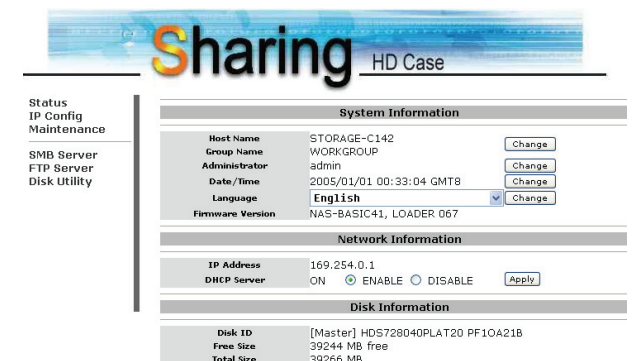 Sharing HD Case
Status
IP Config
Maintenance
SMB Server
FTP Server
Disk Utility
System Information
Host Name STORAGE-C142 Change
Group Name WORKGROUP
Administrator admin Change
Date/Time 2005/01/01 00:33:04 GMT8 Change
Language English Change
Firmware Version NAS-BASIC41, LOADER 067
Network Information
IP Address 169.254.0.1
DHCP Server ON ENABLE DISABLE Apply
Disk Information
Disk ID [Master] HDS728040PLAT20 PF1OA21B
Free Size 39244 MB free
Total Size 39266 MB